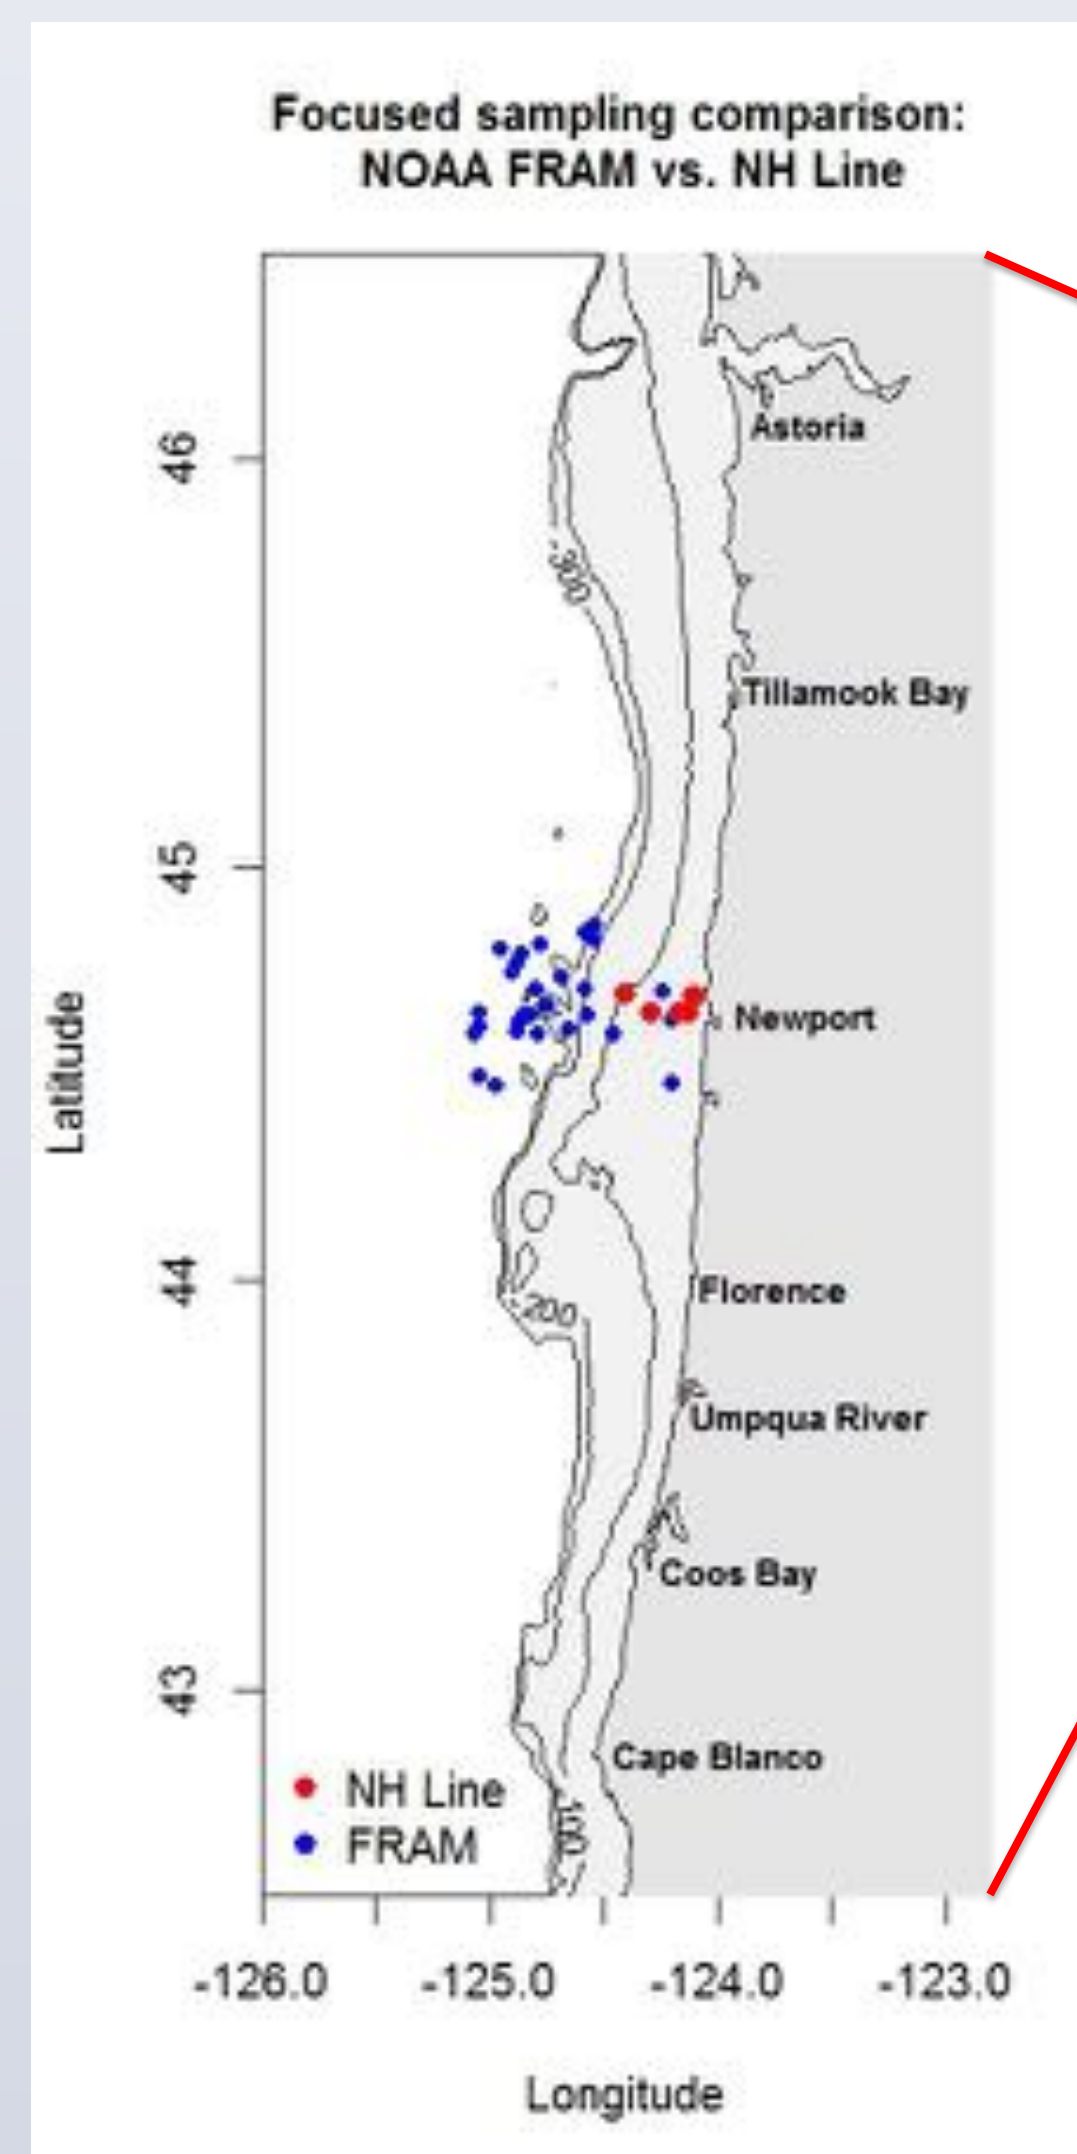 Focused sampling comparison:
NOAA FRAM vs. NH Line
46
45
44
43
Latitude
-300
-200
-100
Astoria
Tillamook Bay
Newport
Florence
Umpqua River
Coos Bay
Cape Blanco
NH Line
FRAM
-126.0 -125.0 -124.0 -123.0
Longitude